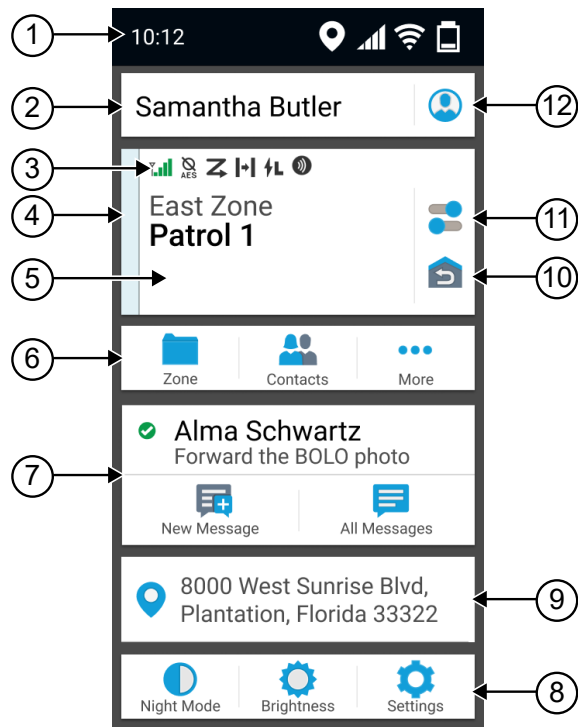 1
10:12
2
Samantha Butler
12
3
AES
L
4
East Zone
Patrol 1
11
5
10
6
Zone
Contacts
More
7
Alma Schwartz
Forward the BOLO photo
New Message
All Messages
8000 West Sunrise Blvd,
Plantation, Florida 33322
9
Night Mode
Brightness
Settings
8